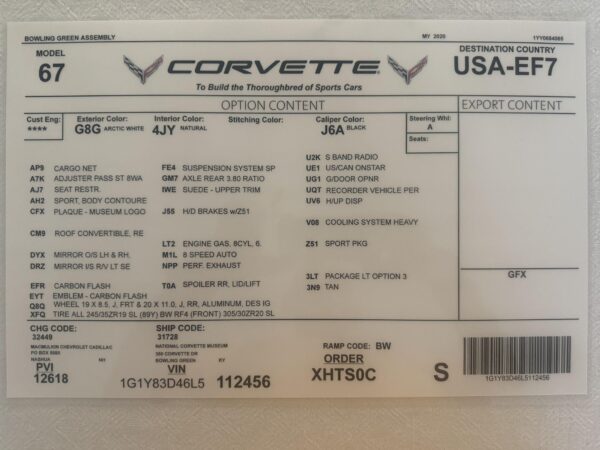 BOWLING GREEN ASSEMBLY MY 2020
MODEL CORVETTE DESTINATION COUNTRY
67 USA-EF7
To Build the Thoroughbred of Sports Cars
OPTION CONTENT EXPORT CONTENT
Cust Eng: Exterior Color: Interior Color: Stitching Color: Caliper Color: Steering Whl:
**** G8G ARCTIC WHITE 4JY NATURAL J6A BLACK A
Seats:
U2K S BAND RADIO
AP9 CARGO NET FE4 SUSPENSION SYSTEM SP UE1 US/CAN ONSTAR
A7K ADJUSTER PASS ST 8WA GM7 AXLE REAR 3.80 RATIO UG1 G/DOOR OPNR
AJ7 SEAT RESTR. IWE SUEDE - UPPER TRIM UQT RECORDER VEHICLE PER
AH2 SPORT, BODY CONTOURE UV6 H/UP DISP
CFX PLAQUE - MUSEUM LOGO J55 H/D BRAKES w/Z51
V08 COOLING SYSTEM HEAVY
CM9 ROOF CONVERTIBLE, RE
LT2 ENGINE GAS, 8CYL, 6. Z51 SPORT PKG
DYX MIRROR O/S LH & RH, M1L 8 SPEED AUTO
DRZ MIRROR I/S R/V LT SE NPP PERF. EXHAUST
GFX
3LT PACKAGE LT OPTION 3
EFR CARBON FLASH T0A SPOILER RR, LID/LIFT 3N9 TAN
EYT EMBLEM - CARBON FLASH
Q8Q WHEEL 19 X 8.5, J, FRT & 20 X 11.0, J, RR, ALUMINUM, DES IG
XFQ TIRE ALL 245/35ZR19 SL (89Y) BW RF4 (FRONT) 305/30ZR20 SL
CHG CODE: SHIP CODE:
32449 31728
MACMULKIN CHEVROLET CADILLAC NATIONAL CORVETTE MUSEUM RAMP CODE: BW
PO BOX 350 CORVETTE DR ORDER
NASHUA NH BOWLING GREEN KY
PVI VIN XHTS0C S
12618 1G1Y83D46L5 112456
1G1Y83D46L5112456